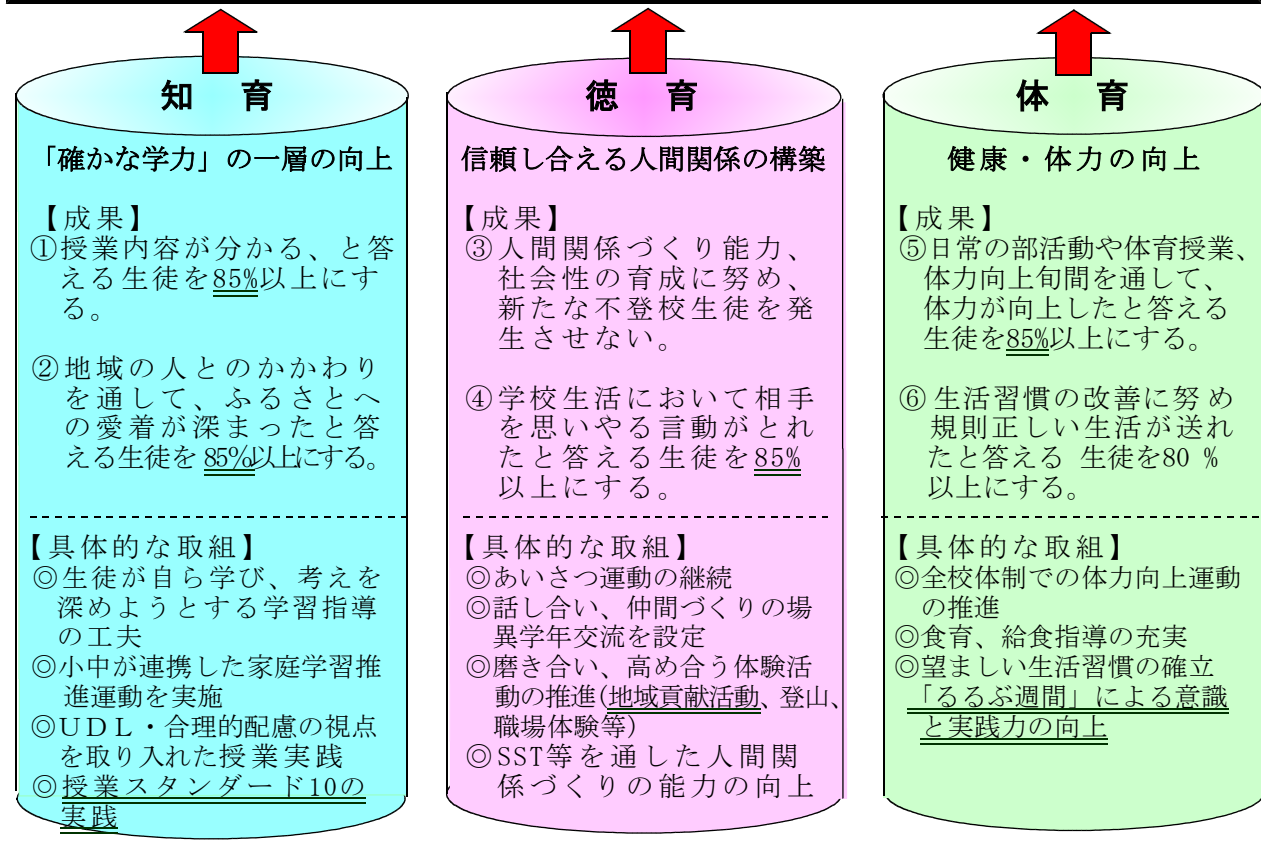 知 育
「確かな学力」の一層の向上
【成果】
①授業内容が分かる、と答
える生徒を85%以上にす
る。
②地域の人とのかかわり
を通して、ふるさとへ
の愛着が深まったと答
える生徒を85%以上にする。
【具体的な取組】
◎生徒が自ら学び、考えを
深めようとする学習指導
の工夫
◎小中が連携した家庭学習推
進運動を実施
◎UDL・合理的配慮の視点
を取り入れた授業実践
◎授業スタンダード10の
実践
徳 育
信頼し合える人間関係の構築
【成果】
③人間関係づくり能力、
社会性の育成に努め、
新たな不登校生徒を発
生させない。
④学校生活において相手
を思いやる言動がとれ
たと答える生徒を85%
以上にする。
【具体的な取組】
◎あいさつ運動の継続
◎話し合い、仲間づくりの場
異学年交流を設定
◎磨き合い、高め合う体験活
動の推進(地域貢献活動、登山、
職場体験等)
◎SST等を通した人間関
係づくりの能力の向上
体 育
健康・体力の向上
【成果】
⑤日常の部活動や体育授業、
体力向上旬間を通して、
体力が向上したと答える
生徒を85%以上にする。
⑥生活習慣の改善に努め
規則正しい生活が送れ
たと答える 生徒を80 %
以上にする。
【具体的な取組】
◎全校体制での体力向上運動
の推進
◎食育、給食指導の充実
◎望ましい生活習慣の確立
「るるぶ週間」による意識
と実践力の向上